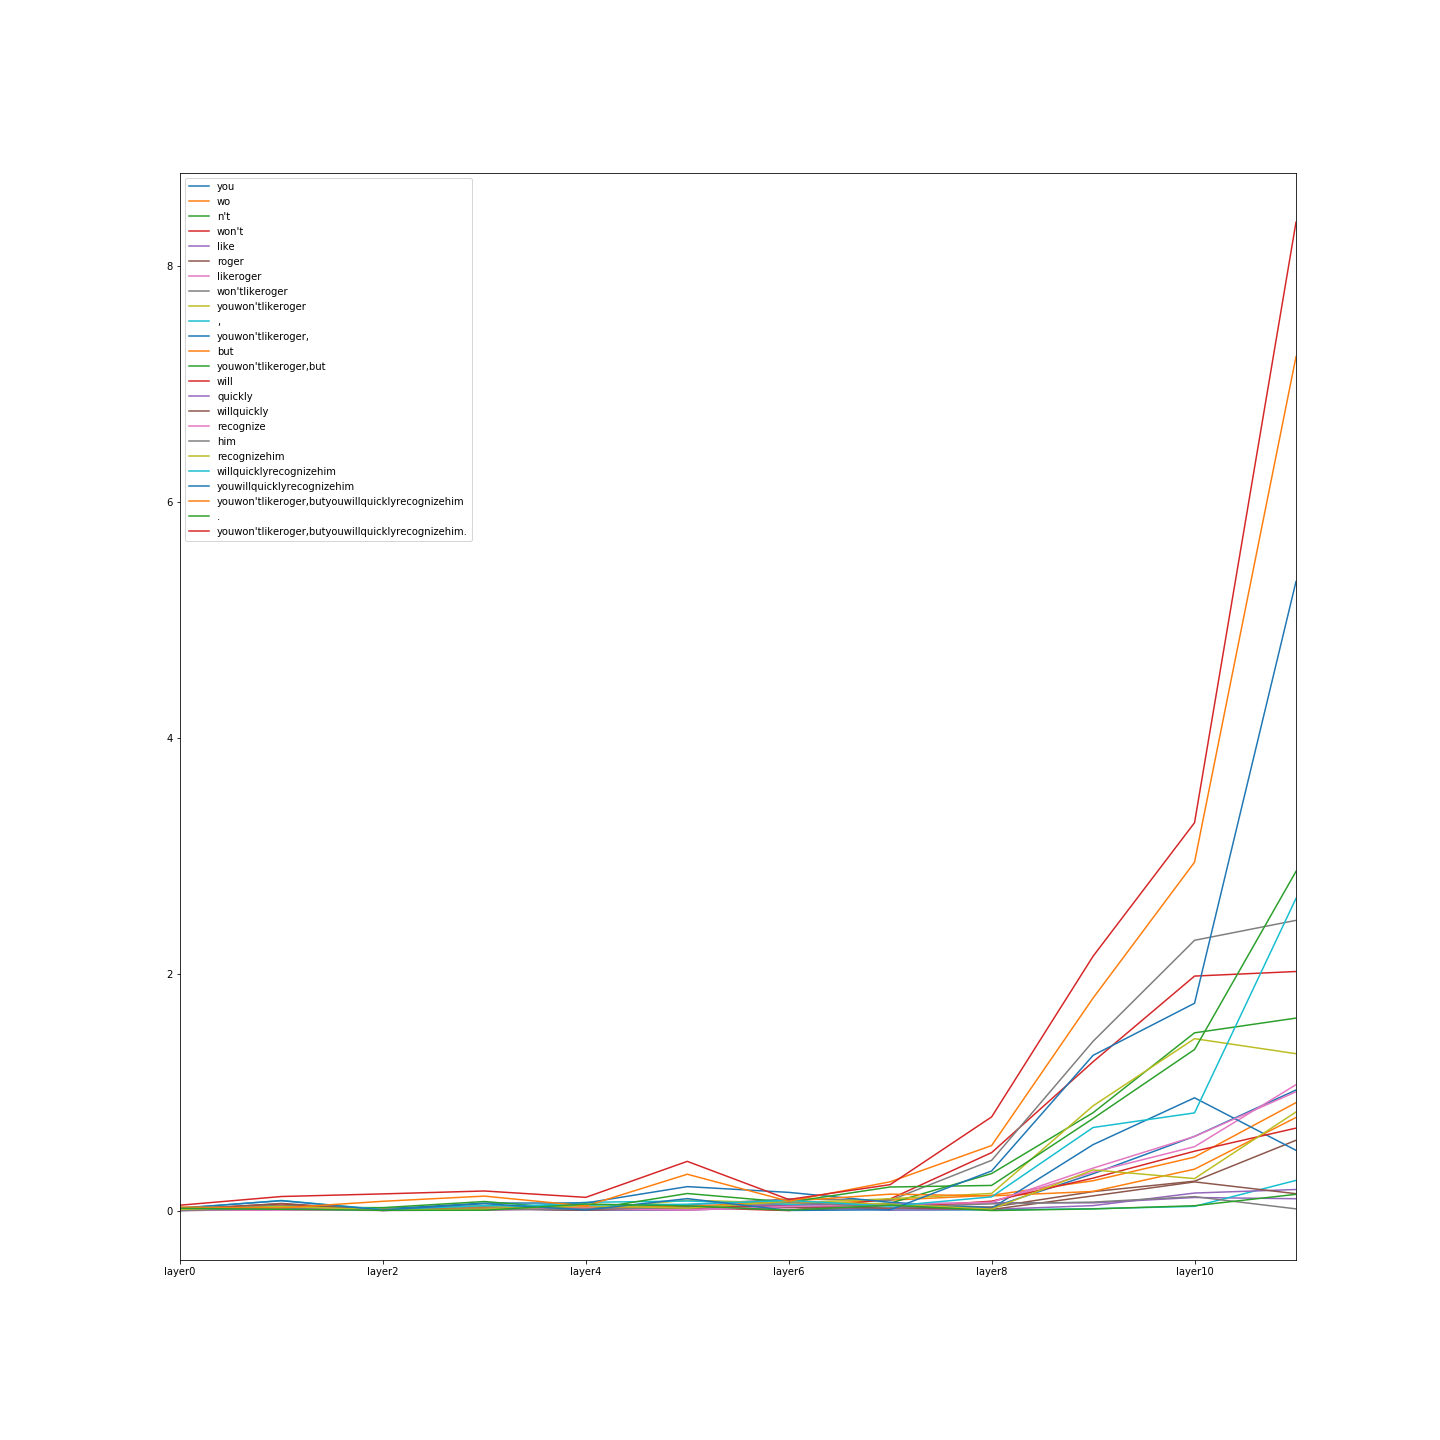 you
wo
n't
won't
like
roger
likeroger
won'tlikeroger
youwon'tlikeroger
,
youwon'tlikeroger,
but
youwon'tlikeroger,but
will
quickly
willquickly
recognize
him
recognizehim
willquicklyrecognizehim
youwillquicklyrecognizehim
youwon'tlikeroger,butyouwillquicklyrecognizehim
.
youwon'tlikeroger,butyouwillquicklyrecognizehim.
8
6
4
2
0
layer0 layer2 layer4 layer6 layer8 layer10